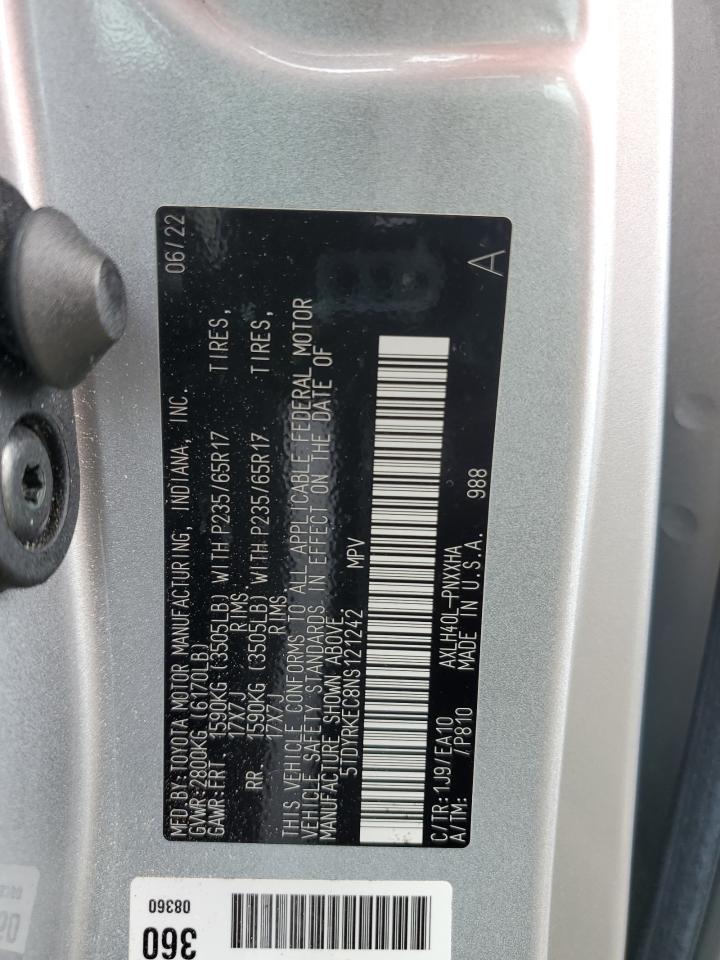 MFD BY:TOYOTA MOTOR MANUFACTURING, INDIANA, INC. 06/22
GVWR:2800KG (6170LB)
GAWR:FRT. 1590KG (3505LB) WITH P235/65R17 TIRES,
17X7J RIMS.
RR. 1590KG (3505LB) WITH P235/65R17 TIRES,
17X7J RIMS
THIS VEHICLE CONFORMS TO ALL APPLICABLE FEDERAL MOTOR
VEHICLE SAFETY STANDARDS IN EFFECT ON THE DATE OF
MANUFACTURE SHOWN ABOVE.
5TDYRKEC8NS121242 MPV
C/TR:1J9/EA10 AXLH40L-PNXXHA
A/TM: /P810 MADE IN U.S.A. 988 A
08360
360